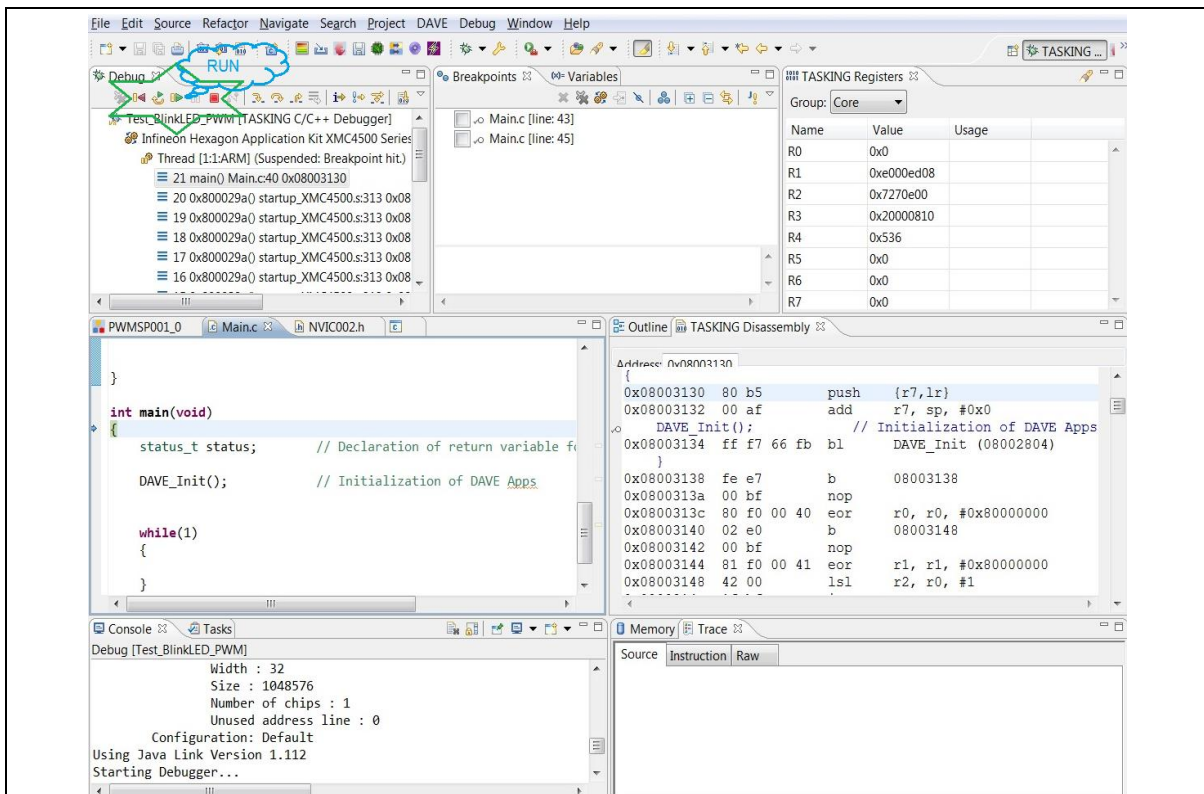 File Edit Source Refactor Navigate Search Project DAVE Debug Window Help
RUN
TASKING ...
Debug
Test_BlinkLED_PWM [TASKING C/C++ Debugger]
Infineon Hexagon Application Kit XMC4500 Series
Thread [1:1:ARM] (Suspended: Breakpoint hit.)
21 main() Main.c:40 0x08003130
20 0x800029a() startup_XMC4500.s:313 0x08
19 0x800029a() startup_XMC4500.s:313 0x08
18 0x800029a() startup_XMC4500.s:313 0x08
17 0x800029a() startup_XMC4500.s:313 0x08
16 0x800029a() startup_XMC4500.s:313 0x08
Breakpoints (x)= Variables
Main.c [line: 43]
Main.c [line: 45]
TASKING Registers
Group: Core
Name Value Usage
R0 0x0
R1 0xe000ed08
R2 0x7270e00
R3 0x20000810
R4 0x536
R5 0x0
R6 0x0
R7 0x0
PWMSP001_0 Main.c NVIC002.h
}
int main(void)
{
status_t status; // Declaration of return variable
DAVE_Init(); // Initialization of DAVE Apps
while(1)
{
}
Outline TASKING Disassembly
Address: 0x08003130
{
0x08003130 80 b5 push {r7,lr}
0x08003132 00 af add r7, sp, #0x0
DAVE_Init(); // Initialization of DAVE Apps
0x08003134 ff f7 66 fb bl DAVE_Init (08002804)
}
0x08003138 fe e7 b 08003138
0x0800313a 00 bf nop
0x0800313c 80 f0 00 40 eor r0, r0, #0x80000000
0x08003140 02 e0 b 08003148
0x08003142 00 bf nop
0x08003144 81 f0 00 41 eor r1, r1, #0x80000000
0x08003148 42 00 lsl r2, r0, #1
Console Tasks
Debug [Test_BlinkLED_PWM]
Width : 32
Size : 1048576
Number of chips : 1
Unused address line : 0
Configuration: Default
Using Java Link Version 1.112
Starting Debugger...
Memory Trace
Source Instruction Raw